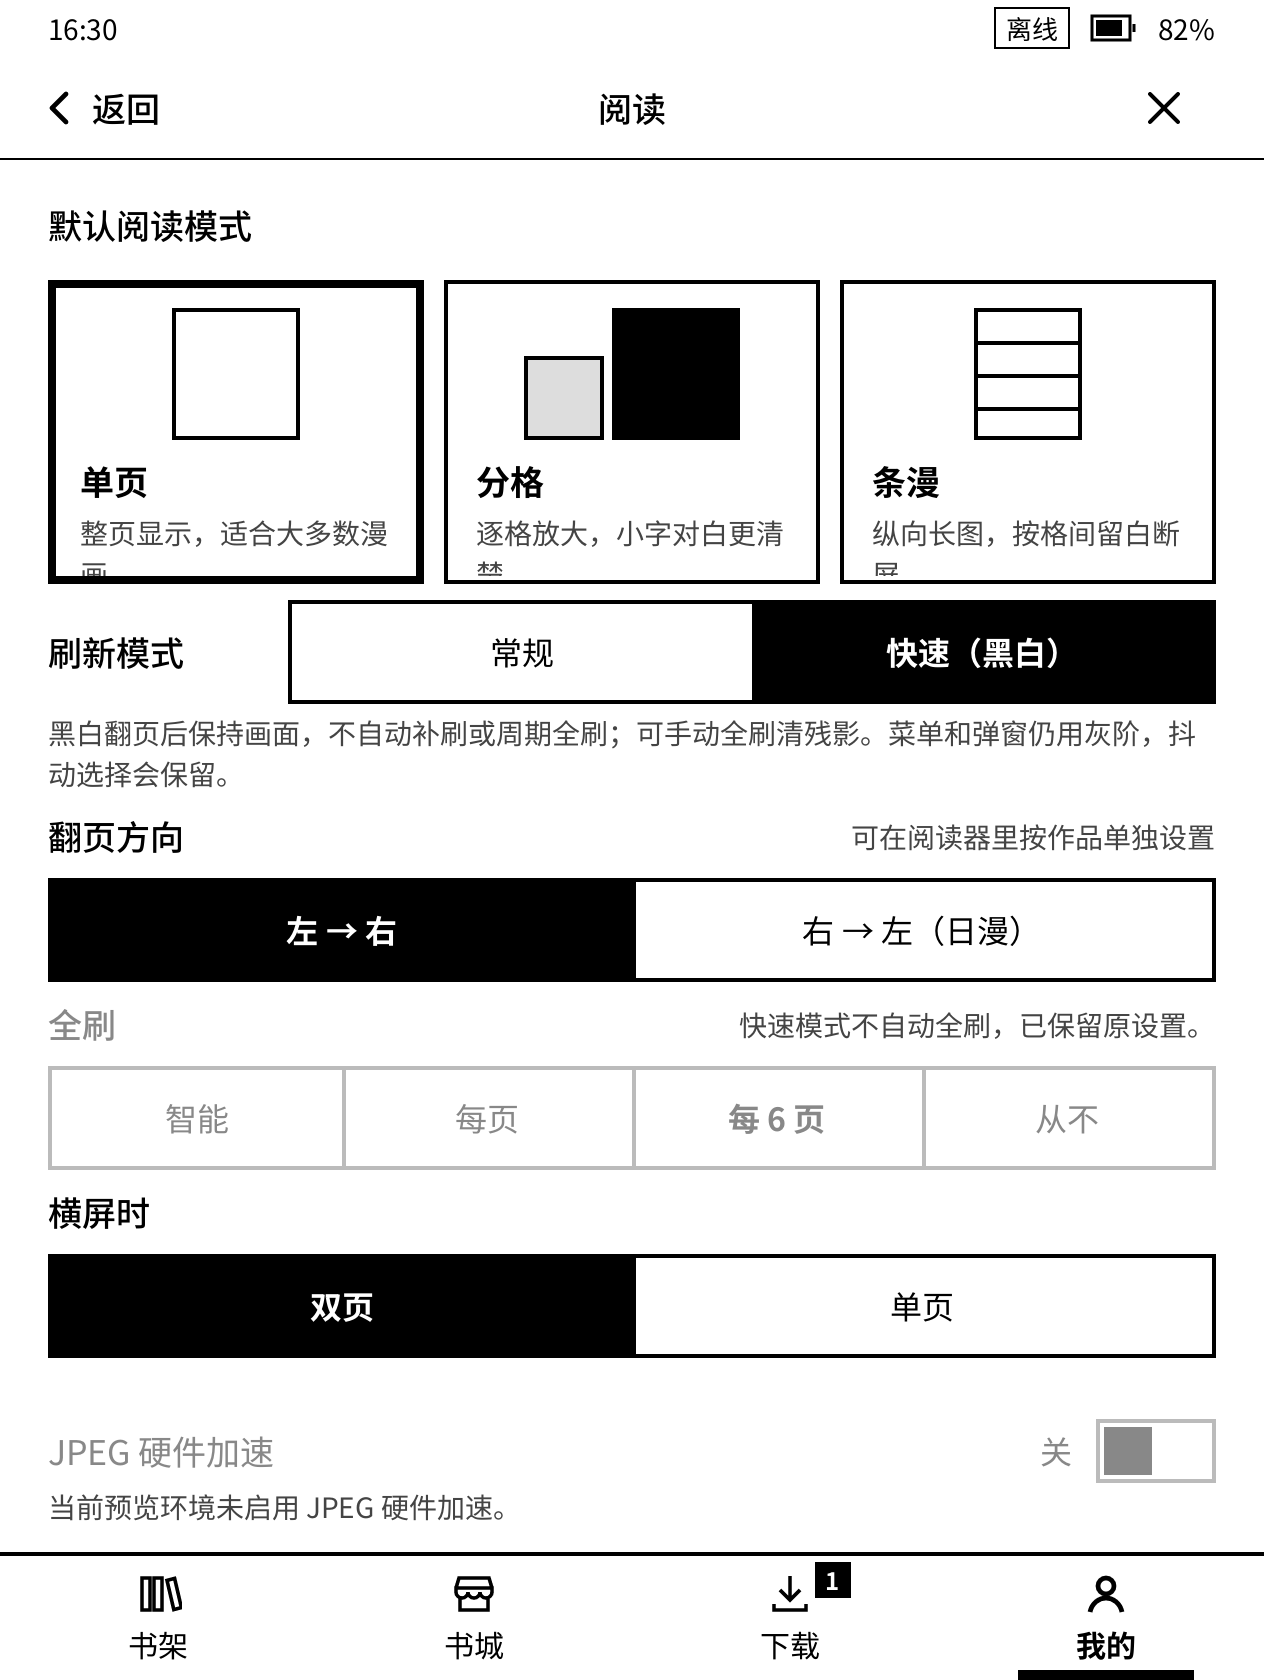 16:30
离线
82%
返回
阅读
默认阅读模式
单页
整页显示，适合大多数漫
画
分格
逐格放大，小字对白更清
楚
条漫
纵向长图，按格间留白断
屏
刷新模式
常规
快速（黑白）
黑白翻页后保持画面，不自动补刷或周期全刷；可手动全刷清残影。菜单和弹窗仍用灰阶，抖
动选择会保留。
翻页方向
可在阅读器里按作品单独设置
左 → 右
右 → 左（日漫）
全刷
快速模式不自动全刷，已保留原设置。
智能
每页
每 6 页
从不
横屏时
双页
单页
JPEG 硬件加速
关
当前预览环境未启用 JPEG 硬件加速。
书架
书城
1
下载
我的